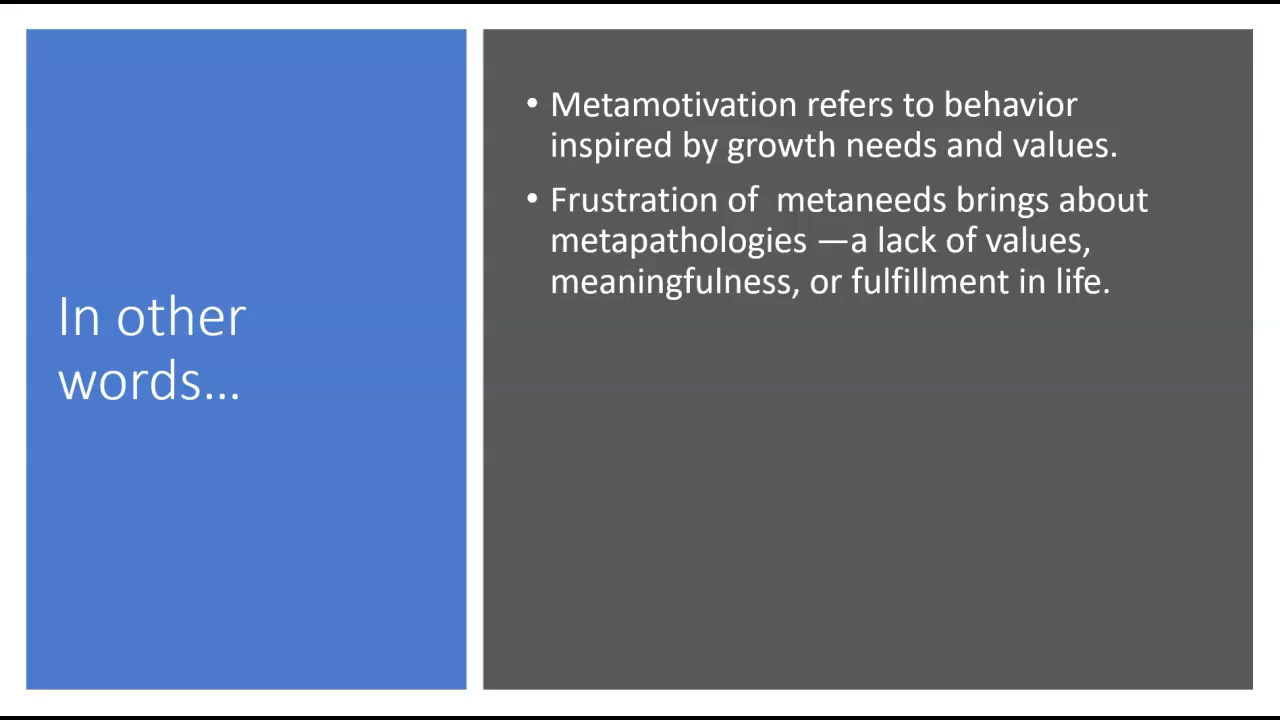 In other
words...
• Metamotivation refers to behavior
inspired by growth needs and values.
• Frustration of  metaneeds brings about
metapathologies —a lack of values,
meaningfulness, or fulfillment in life.